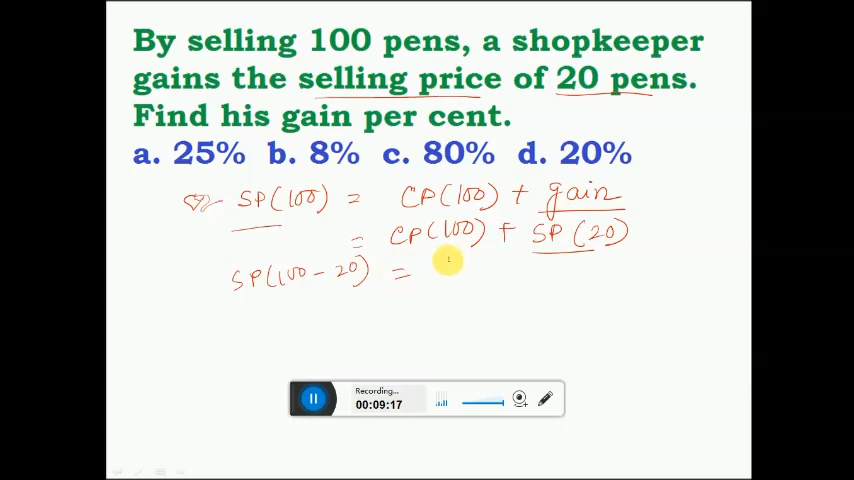 By selling 100 pens, a shopkeeper
gains the selling price of 20 pens.
Find his gain per cent.
a. 25% b. 8% c. 80% d. 20%
SP(100) = CP(100) + gain
= CP(100) + SP(20)
SP(100-20) =
Recording...
00:09:17